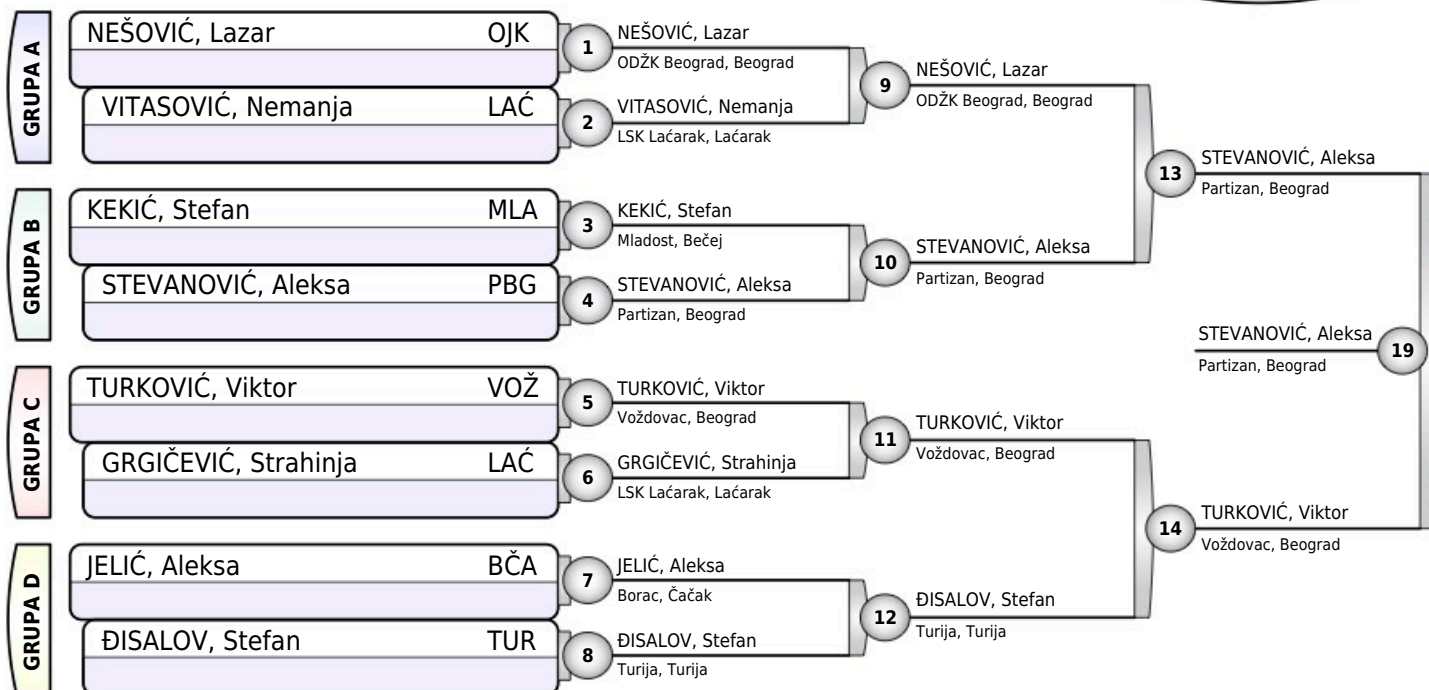 GRUPA A
NEŠOVIĆ, Lazar OJK
VITASOVIĆ, Nemanja LAĆ
GRUPA B
KEKIĆ, Stefan MLA
STEVANOVIĆ, Aleksa PBG
GRUPA C
TURKOVIĆ, Viktor VOŽ
GRGIČEVIĆ, Strahinja LAĆ
GRUPA D
JELIĆ, Aleksa BČA
ĐISALOV, Stefan TUR
1 NEŠOVIĆ, Lazar
ODŽK Beograd, Beograd
2 VITASOVIĆ, Nemanja
LSK Laćarak, Laćarak
3 KEKIĆ, Stefan
Mladost, Bečej
4 STEVANOVIĆ, Aleksa
Partizan, Beograd
5 TURKOVIĆ, Viktor
Voždovac, Beograd
6 GRGIČEVIĆ, Strahinja
LSK Laćarak, Laćarak
7 JELIĆ, Aleksa
Borac, Čačak
8 ĐISALOV, Stefan
Turija, Turija
9 NEŠOVIĆ, Lazar
ODŽK Beograd, Beograd
10 STEVANOVIĆ, Aleksa
Partizan, Beograd
11 TURKOVIĆ, Viktor
Voždovac, Beograd
12 ĐISALOV, Stefan
Turija, Turija
13 STEVANOVIĆ, Aleksa
Partizan, Beograd
14 TURKOVIĆ, Viktor
Voždovac, Beograd
STEVANOVIĆ, Aleksa 19
Partizan, Beograd